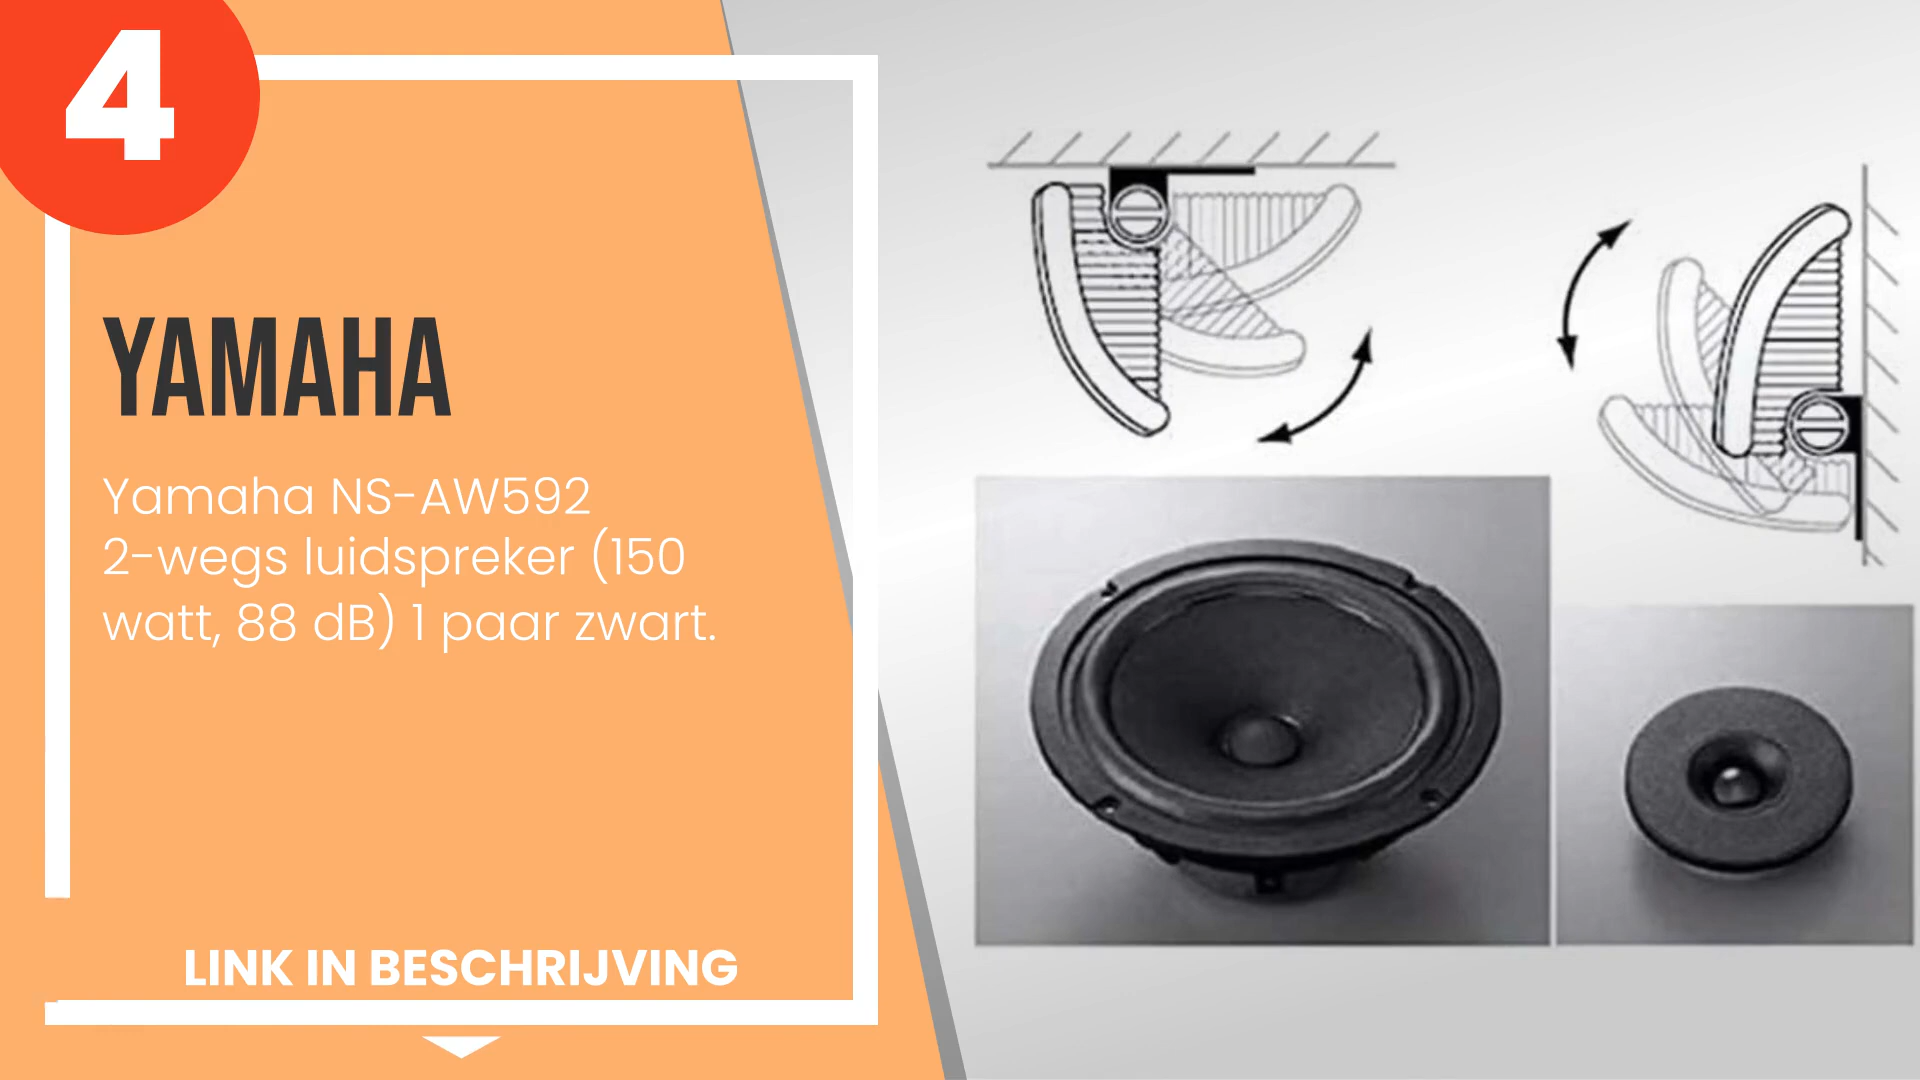 4
YAMAHA
Yamaha NS-AW592
2-wegs luidspreker (150
watt, 88 dB) 1 paar zwart.
LINK IN BESCHRIJVING